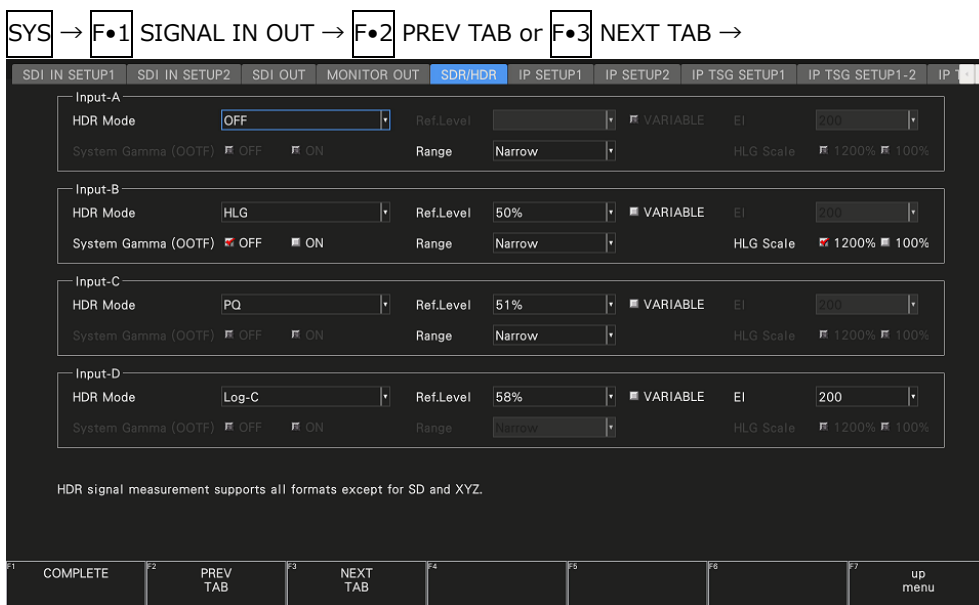 SYS → F•1 SIGNAL IN OUT → F•2 PREV TAB or F•3 NEXT TAB →
SDI IN SETUP1 SDI IN SETUP2 SDI OUT MONITOR OUT SDR/HDR IP SETUP1 IP SETUP2 IP TSG SETUP1 IP TSG SETUP1-2 IP
Input-A
HDR Mode OFF Ref.Level VARIABLE EI 200
System Gamma (OOTF) OFF ON Range Narrow HLG Scale 1200% 100%
Input-B
HDR Mode HLG Ref.Level 50% VARIABLE EI 200
System Gamma (OOTF) OFF ON Range Narrow HLG Scale 1200% 100%
Input-C
HDR Mode PQ Ref.Level 51% VARIABLE EI 200
System Gamma (OOTF) OFF ON Range Narrow HLG Scale 1200% 100%
Input-D
HDR Mode Log-C Ref.Level 58% VARIABLE EI 200
System Gamma (OOTF) OFF ON Range Narrow HLG Scale 1200% 100%
HDR signal measurement supports all formats except for SD and XYZ.
F1 COMPLETE F2 PREV TAB F3 NEXT TAB F4 F5 F6 F7 up menu